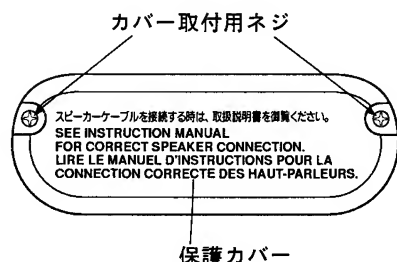 カバー取付用ネジ
スピーカーケーブルを接続する時は、取扱説明書を御覧ください。
SEE INSTRUCTION MANUAL
FOR CORRECT SPEAKER CONNECTION.
LIRE LE MANUEL D'INSTRUCTIONS POUR LA
CONNECTION CORRECTE DES HAUT-PARLEURS.
保護カバー